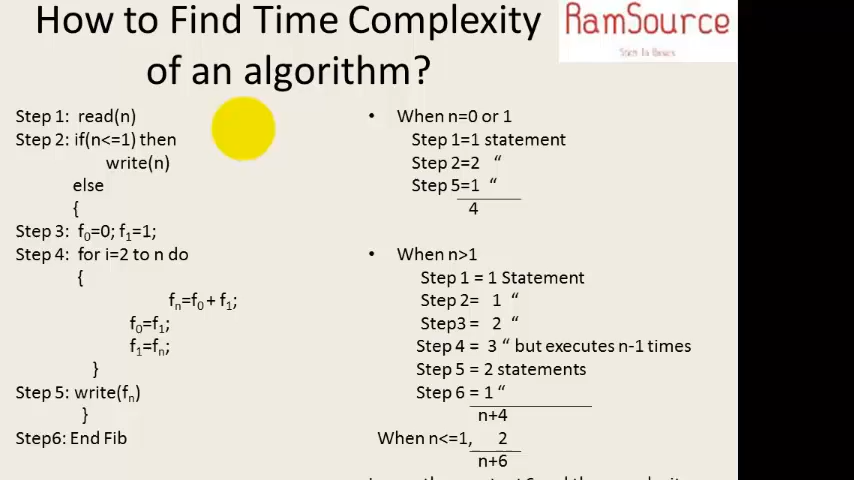 How to Find Time Complexity
of an algorithm?
RamSource
Step 1: read(n)
Step 2: if(n<=1) then
write(n)
else
{
Step 3: f0=0; f1=1;
Step 4: for i=2 to n do
{
fn=f0 + f1;
f0=f1;
f1=fn;
}
Step 5: write(fn)
}
Step6: End Fib
• When n=0 or 1
Step 1=1 statement
Step 2=2 “
Step 5=1 “
4
• When n>1
Step 1 = 1 Statement
Step 2= 1 “
Step3 = 2 “
Step 4 = 3 “ but executes n-1 times
Step 5 = 2 statements
Step 6 = 1 “
n+4
When n<=1, 2
n+6